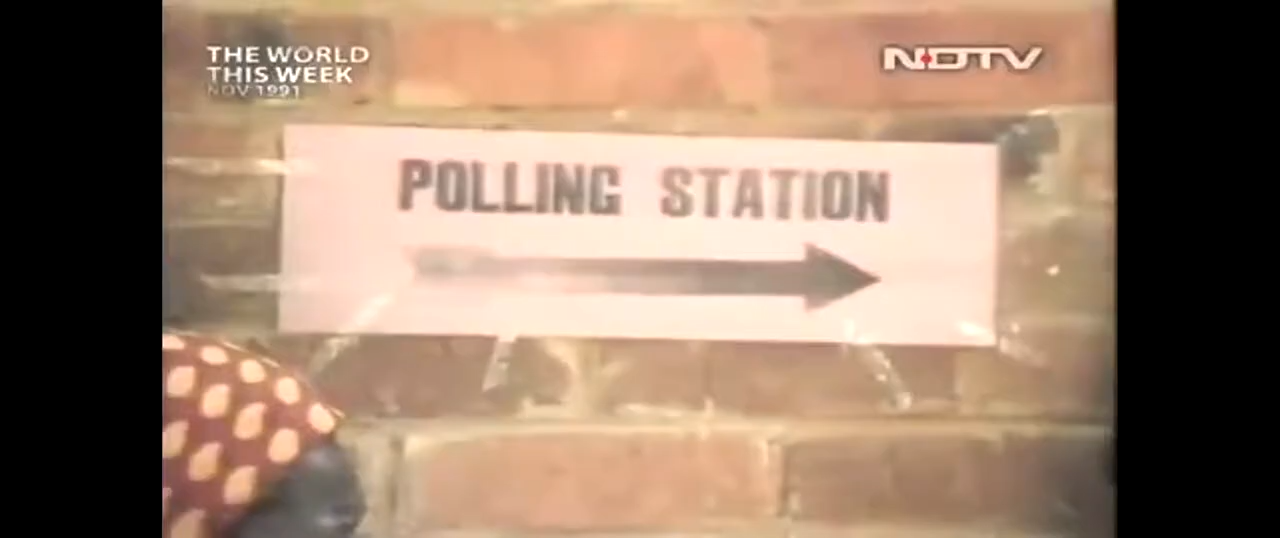 THE WORLD
THIS WEEK
NOV 1991
NDTV
POLLING STATION